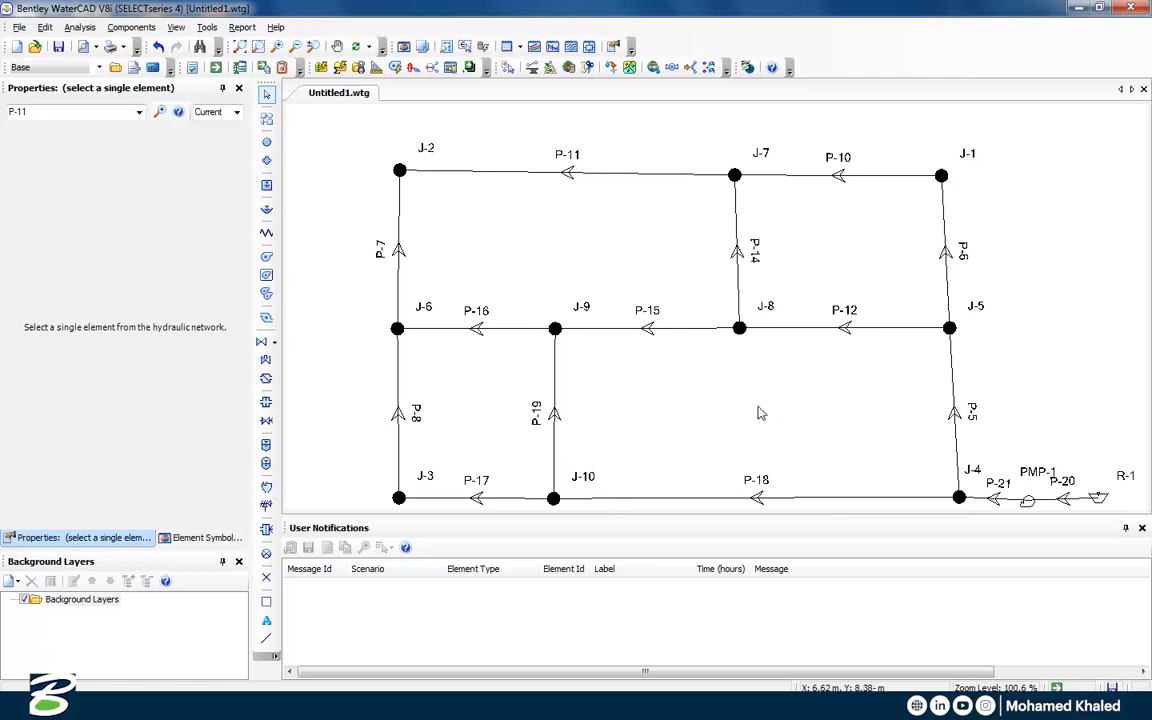 Bentley WaterCAD V8i (SELECTseries 4) [Untitled1.wtg]
File Edit Analysis Components View Tools Report Help
Base
Properties: (select a single element)
Untitled1.wtg
P-11
Current
J-2
P-11
J-7
P-10
J-1
P-7
P-14
P-6
J-6
P-16
J-9
P-15
J-8
P-12
J-5
Select a single element from the hydraulic network.
P-8
P-19
P-5
J-3
P-17
J-10
P-18
J-4
P-21
PMP-1
P-20
R-1
Properties: (select a single elem...
Element Symbol...
User Notifications
Background Layers
Message Id Scenario Element Type Element Id Label Time (hours) Message
Background Layers
X: 6.62 m, Y: 8.38- m
Zoom Level: 100.6 %
Mohamed Khaled